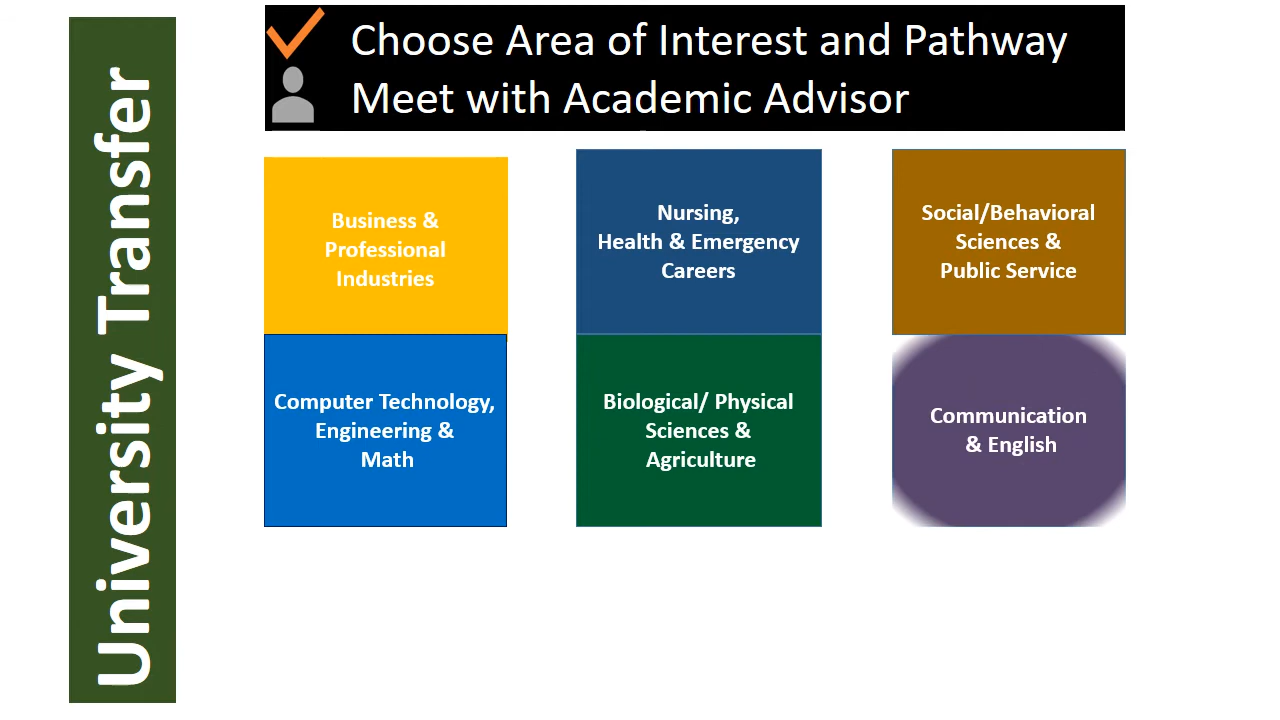 University Transfer
Choose Area of Interest and Pathway
Meet with Academic Advisor
Business &
Professional
Industries
Nursing,
Health & Emergency
Careers
Social/Behavioral
Sciences &
Public Service
Computer Technology,
Engineering &
Math
Biological/ Physical
Sciences &
Agriculture
Communication
& English